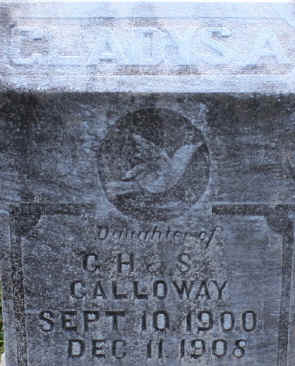 GLADYS A
Daughter of
C H & S
CALLOWAY
SEPT 10 1900
DEC 11 1908